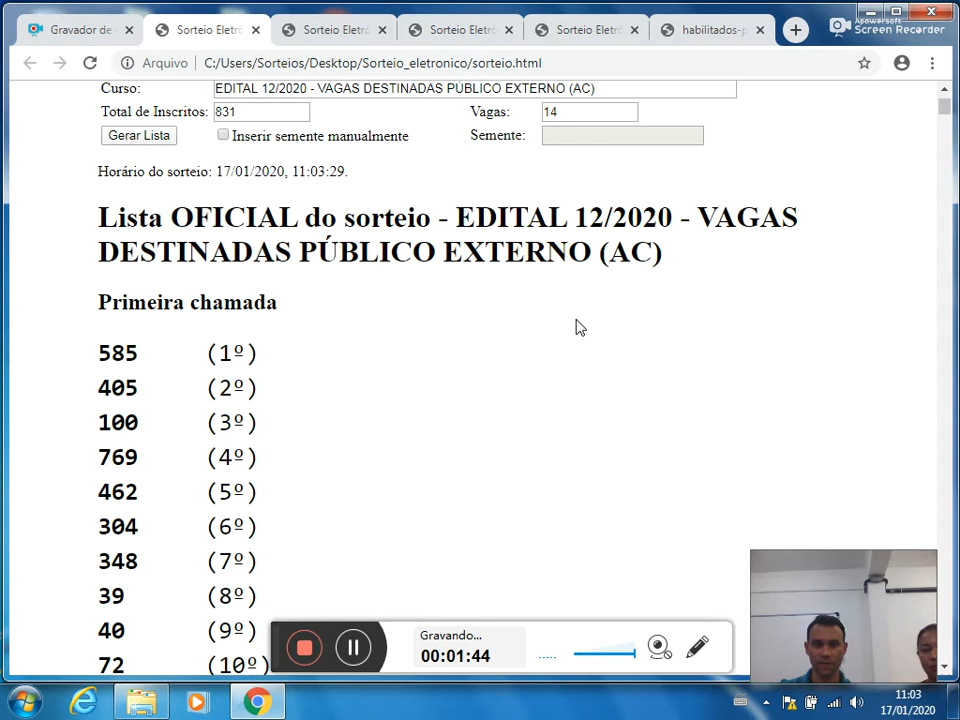 Gravador de
Sorteio Eletrô
Sorteio Eletrô
Sorteio Eletrô
Sorteio Eletrô
habilitados-p
Apowersoft
Screen Recorder
Arquivo
C:/Users/Sorteios/Desktop/Sorteio_eletronico/sorteio.html
Curso: EDITAL 12/2020 - VAGAS DESTINADAS PÚBLICO EXTERNO (AC)
Total de Inscritos: 831 Vagas: 14
Gerar Lista Inserir semente manualmente Semente:
Horário do sorteio: 17/01/2020, 11:03:29.
Lista OFICIAL do sorteio - EDITAL 12/2020 - VAGAS
DESTINADAS PÚBLICO EXTERNO (AC)
Primeira chamada
585 (1º)
405 (2º)
100 (3º)
769 (4º)
462 (5º)
304 (6º)
348 (7º)
39 (8º)
40 (9º)
72 (10º)
Gravando...
00:01:44
11:03
17/01/2020